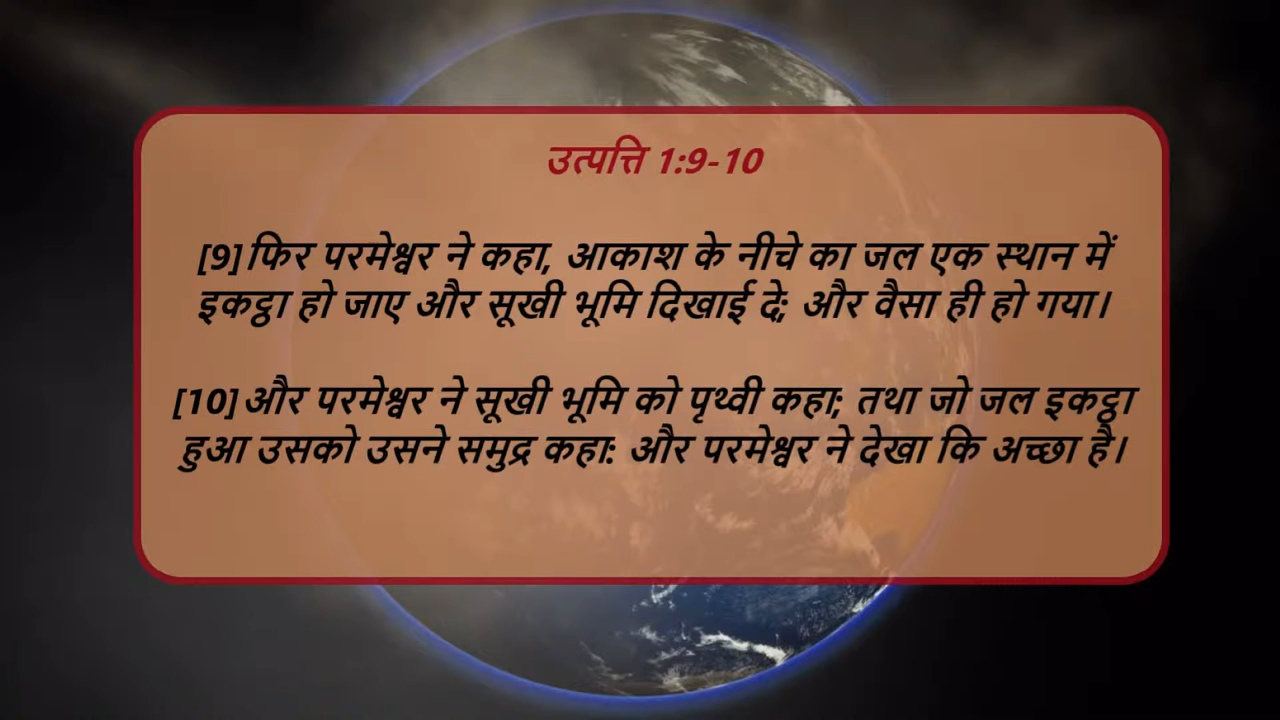 उत्पत्ति 1:9-10
[9] फिर परमेश्वर ने कहा, आकाश के नीचे का जल एक स्थान में
इकट्ठा हो जाए और सूखी भूमि दिखाई दे; और वैसा ही हो गया।
[10] और परमेश्वर ने सूखी भूमि को पृथ्वी कहा; तथा जो जल इकट्ठा
हुआ उसको उसने समुद्र कहा: और परमेश्वर ने देखा कि अच्छा है।